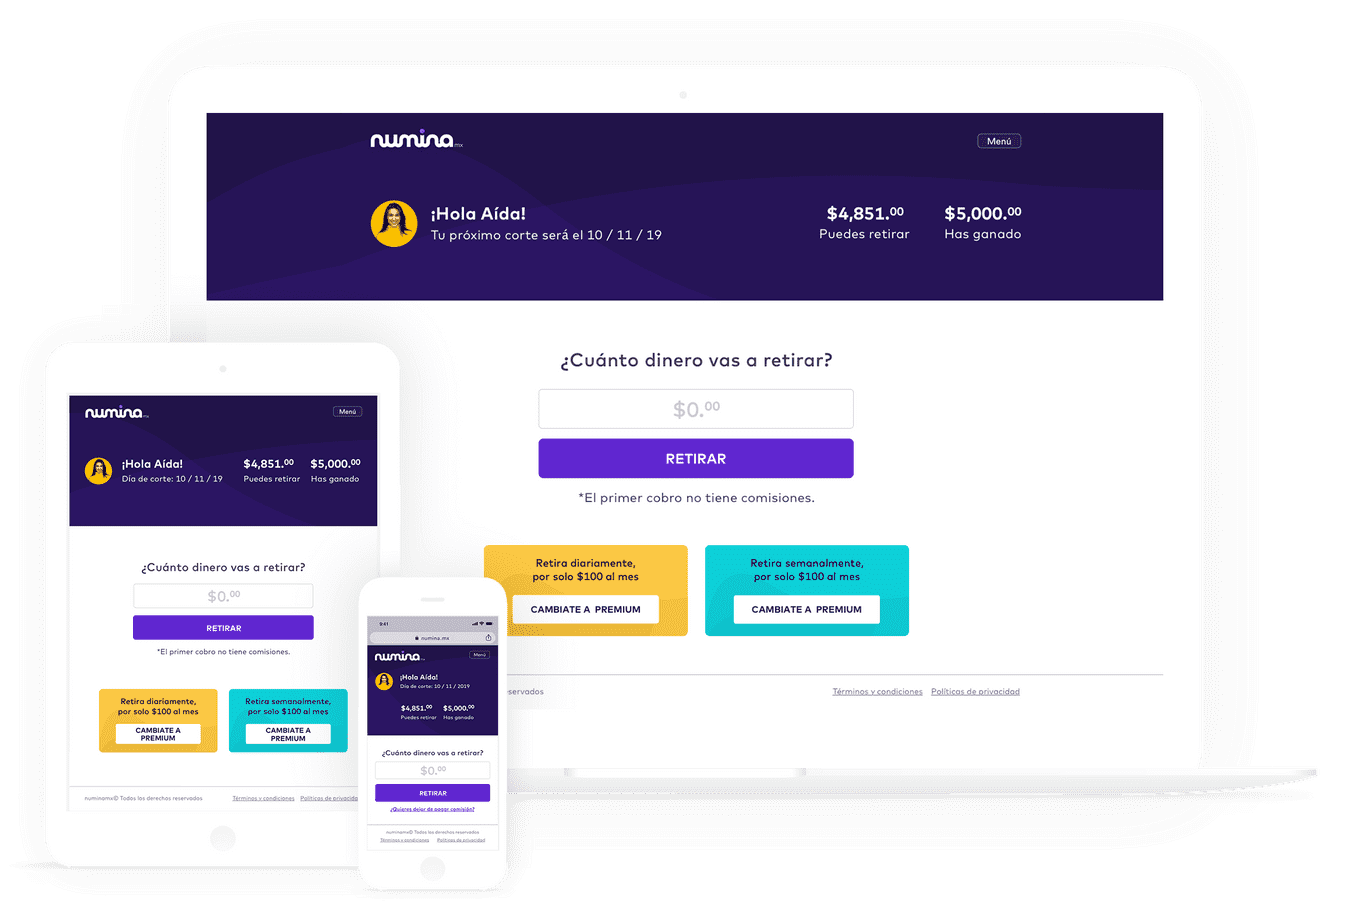 numina mx
Menú
¡Hola Aída!
Tu próximo corte será el 10 / 11 / 19
$4,851.00
Puedes retirar
$5,000.00
Has ganado
¿Cuánto dinero vas a retirar?
$0.00
RETIRAR
*El primer cobro no tiene comisiones.
Retira diariamente,
por solo $100 al mes
CAMBIATE A PREMIUM
Retira semanalmente,
por solo $100 al mes
CAMBIATE A PREMIUM
Términos y condiciones
Políticas de privacidad
numina
Menú
¡Hola Aída!
Día de corte: 10 / 11 / 19
$4,851.00
Puedes retirar
$5,000.00
Has ganado
¿Cuánto dinero vas a retirar?
$0.00
RETIRAR
*El primer cobro no tiene comisiones.
Retira diariamente,
por solo $100 al mes
CAMBIATE A
PREMIUM
Retira semanalmente,
por solo $100 al mes
CAMBIATE A
PREMIUM
numinamx© Todos los derechos reservados
Términos y condiciones
Políticas de privacida
9:41
numina.mx
numina
Menú
¡Hola Aída!
Día de corte: 10 / 11 / 2019
$4,851.00
Puedes retirar
$5,000.00
Has ganado
¿Cuánto dinero vas a retirar?
$0.00
RETIRAR
¿Quieres dejar de pagar comisión?
numinamx© Todos los derechos reservados
Términos y condiciones
Políticas de privacidad